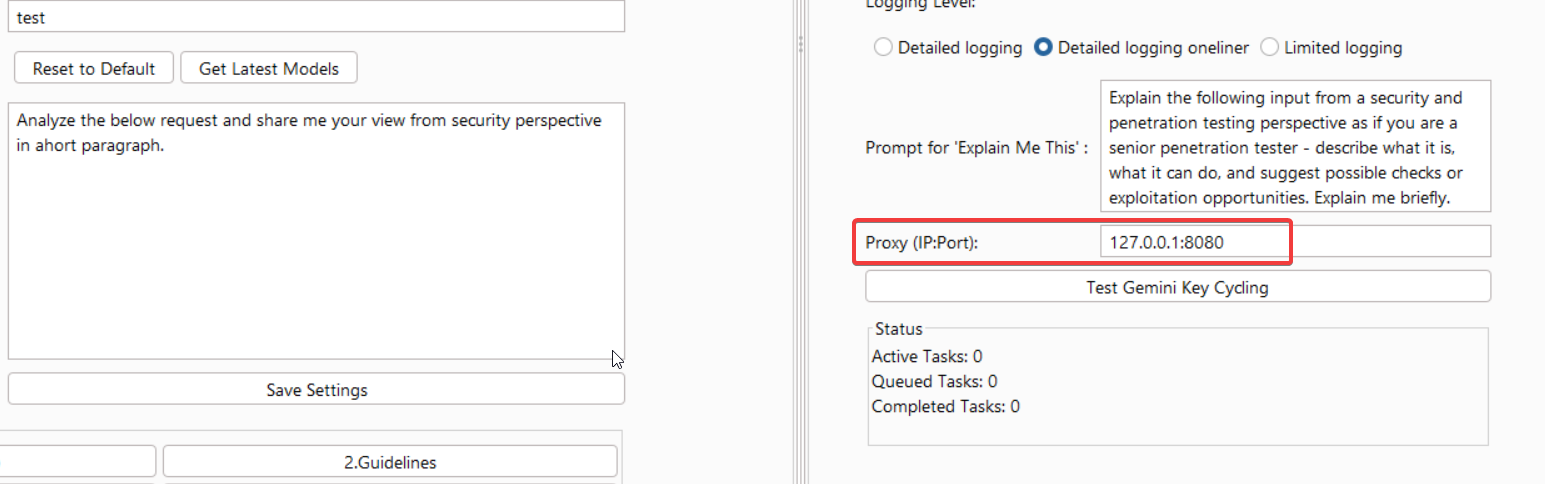 test
Reset to Default
Get Latest Models
Analyze the below request and share me your view from security perspective
in ahort paragraph.
Save Settings
2.Guidelines
Logging Level:
Detailed logging
Detailed logging oneliner
Limited logging
Prompt for 'Explain Me This' :
Explain the following input from a security and
penetration testing perspective as if you are a
senior penetration tester - describe what it is,
what it can do, and suggest possible checks or
exploitation opportunities. Explain me briefly.
Proxy (IP:Port):
127.0.0.1:8080
Test Gemini Key Cycling
Status
Active Tasks: 0
Queued Tasks: 0
Completed Tasks: 0